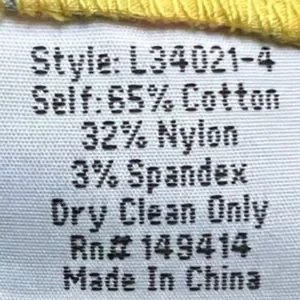 Style: L34021-4
Self: 65% Cotton
32% Nylon
3% Spandex
Dry Clean Only
Rn# 149414
Made In China